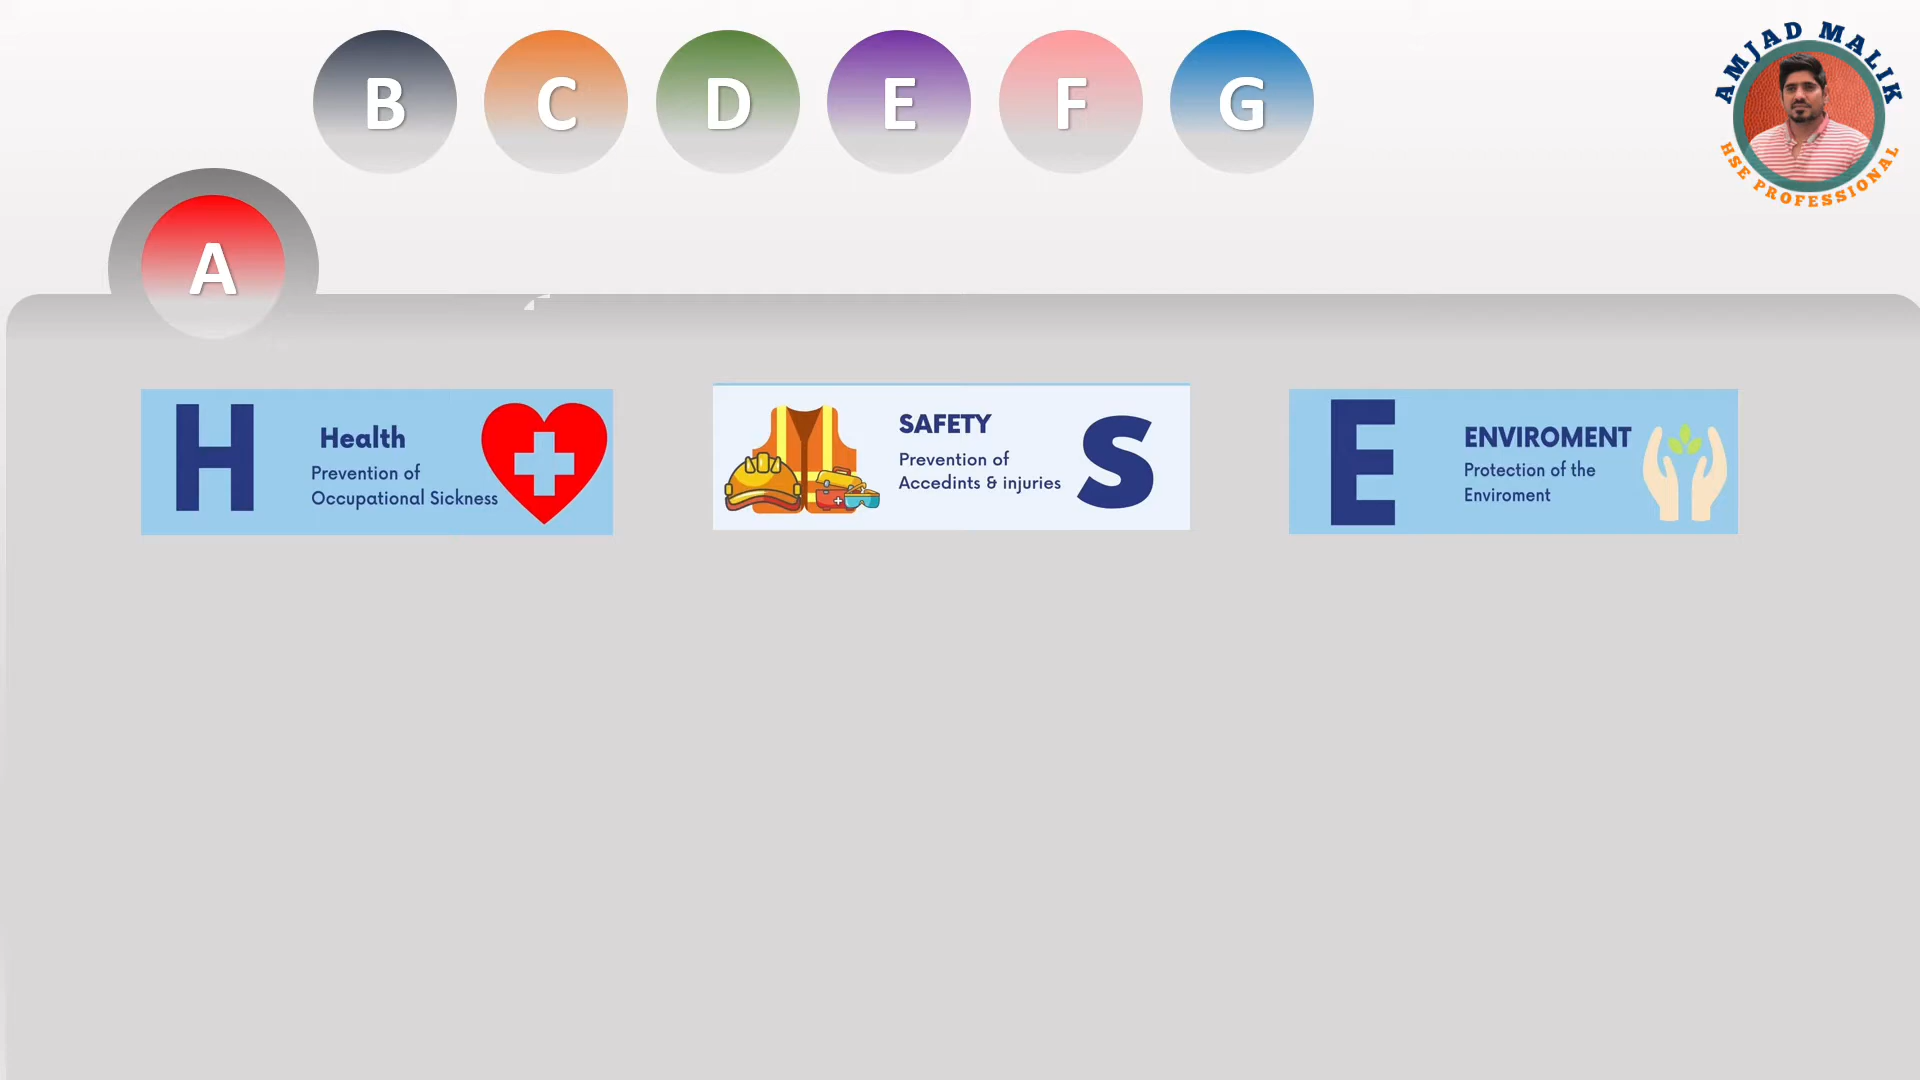 B C D E F G
AMJAD MALIK
HSE PROFESSIONAL
A
H
Health
Prevention of
Occupational Sickness
SAFETY
Prevention of
Accedints & injuries
S
E
ENVIROMENT
Protection of the
Enviroment